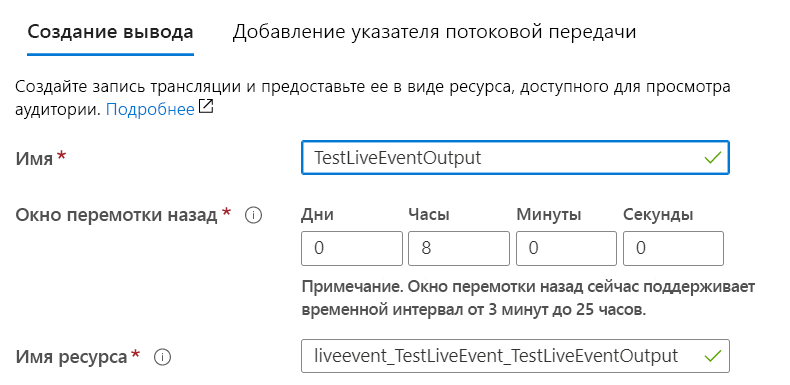 Создание вывода Добавление указателя потоковой передачи
Создайте запись трансляции и предоставьте ее в виде ресурса, доступного для просмотра
аудитории. Подробнее
Имя * TestLiveEventOutput
Окно перемотки назад * Дни Часы Минуты Секунды
0 8 0 0
Примечание. Окно перемотки назад сейчас поддерживает
временной интервал от 3 минут до 25 часов.
Имя ресурса * liveevent_TestLiveEvent_TestLiveEventOutput